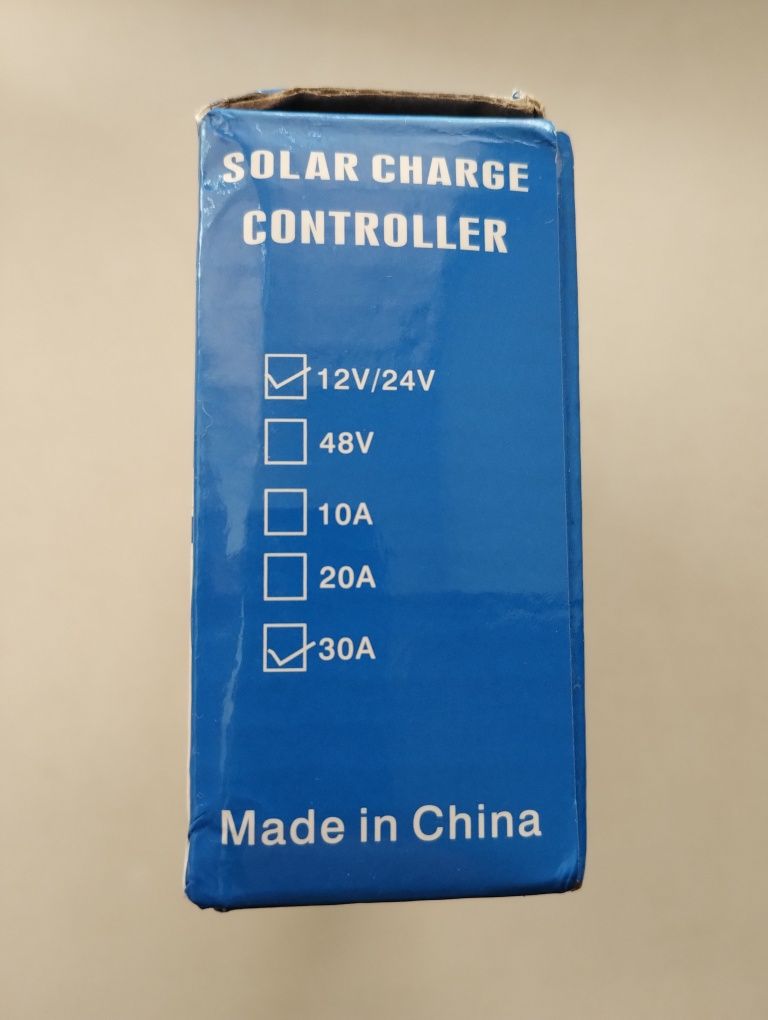 SOLAR CHARGE
CONTROLLER
12V/24V
48V
10A
20A
30A
Made in China